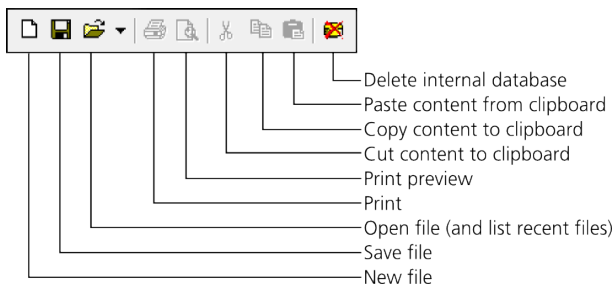 Delete internal database
Paste content from clipboard
Copy content to clipboard
Cut content to clipboard
Print preview
Print
Open file (and list recent files)
Save file
New file